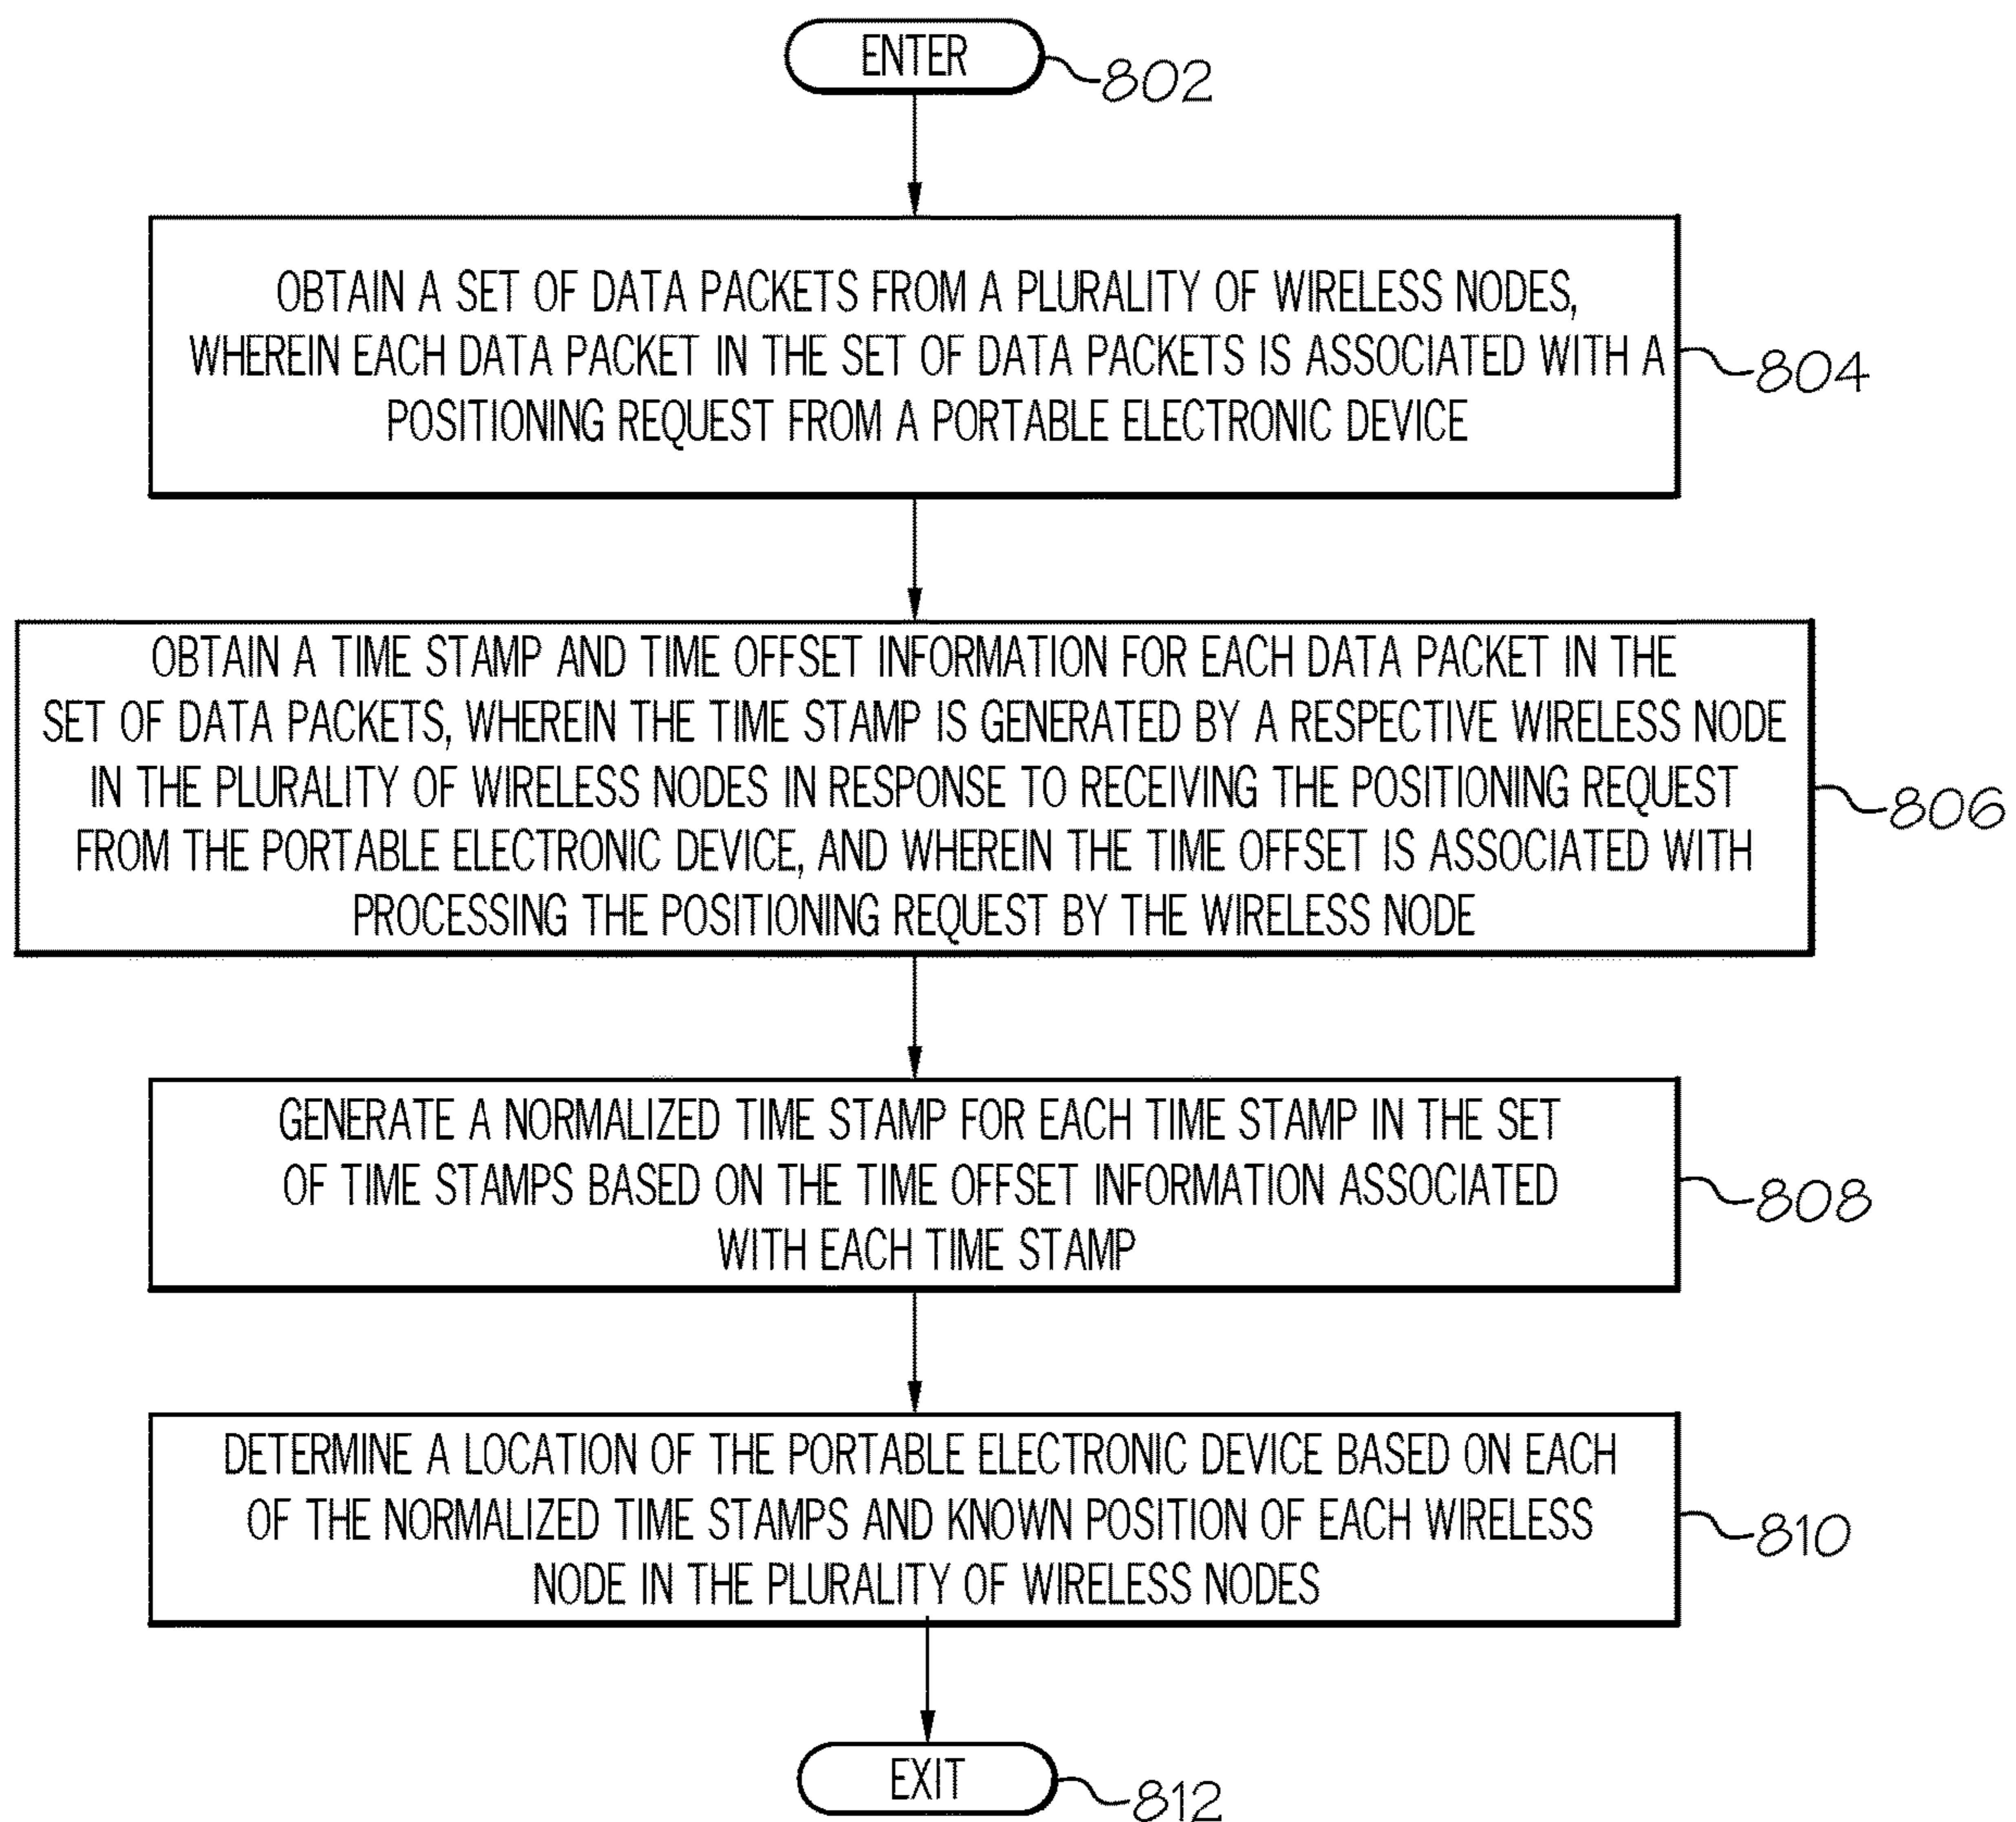 ENTER
802
OBTAIN A SET OF DATA PACKETS FROM A PLURALITY OF WIRELESS NODES,
WHEREIN EACH DATA PACKET IN THE SET OF DATA PACKETS IS ASSOCIATED WITH A
POSITIONING REQUEST FROM A PORTABLE ELECTRONIC DEVICE
804
OBTAIN A TIME STAMP AND TIME OFFSET INFORMATION FOR EACH DATA PACKET IN THE
SET OF DATA PACKETS, WHEREIN THE TIME STAMP IS GENERATED BY A RESPECTIVE WIRELESS NODE
IN THE PLURALITY OF WIRELESS NODES IN RESPONSE TO RECEIVING THE POSITIONING REQUEST
FROM THE PORTABLE ELECTRONIC DEVICE, AND WHEREIN THE TIME OFFSET IS ASSOCIATED WITH
PROCESSING THE POSITIONING REQUEST BY THE WIRELESS NODE
806
GENERATE A NORMALIZED TIME STAMP FOR EACH TIME STAMP IN THE SET
OF TIME STAMPS BASED ON THE TIME OFFSET INFORMATION ASSOCIATED
WITH EACH TIME STAMP
808
DETERMINE A LOCATION OF THE PORTABLE ELECTRONIC DEVICE BASED ON EACH
OF THE NORMALIZED TIME STAMPS AND KNOWN POSITION OF EACH WIRELESS
NODE IN THE PLURALITY OF WIRELESS NODES
810
EXIT
812